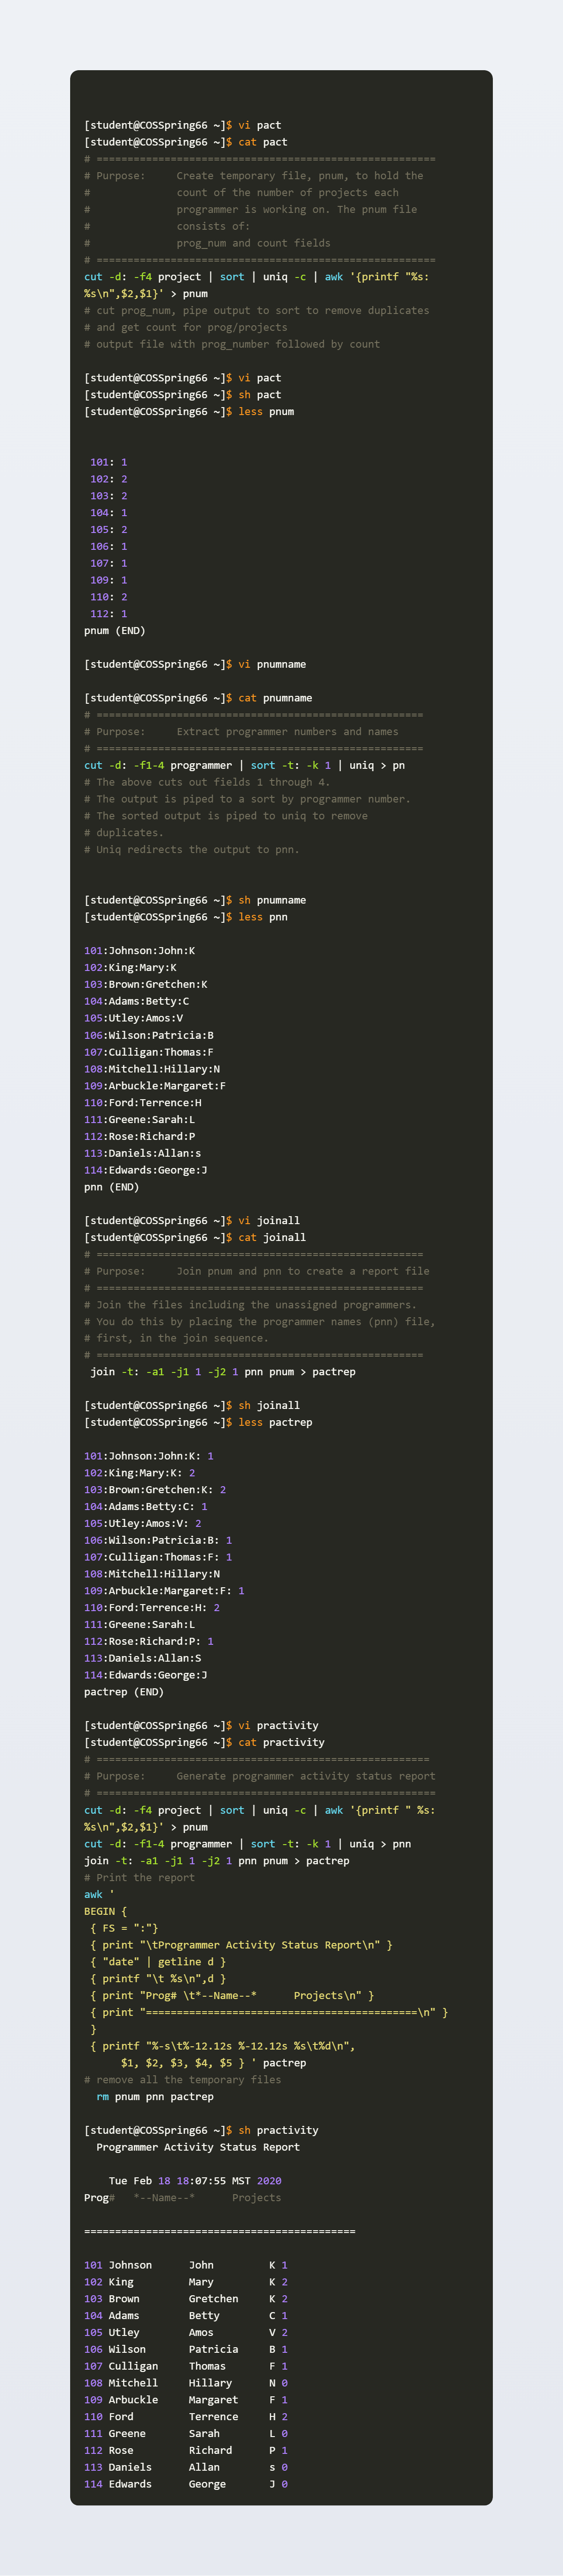 [student@COSSpring66 ~]$ vi pact
[student@COSSpring66 ~]$ cat pact
# =======================================================
# Purpose:     Create temporary file, pnum, to hold the
#              count of the number of projects each
#              programmer is working on. The pnum file
#              consists of:
#              prog_num and count fields
# =======================================================
cut -d: -f4 project | sort | uniq -c | awk '{printf "%s:
%s\n",$2,$1}' > pnum
# cut prog_num, pipe output to sort to remove duplicates
# and get count for prog/projects
# output file with prog_number followed by count

[student@COSSpring66 ~]$ vi pact
[student@COSSpring66 ~]$ sh pact
[student@COSSpring66 ~]$ less pnum

 101: 1
 102: 2
 103: 2
 104: 1
 105: 2
 106: 1
 107: 1
 109: 1
 110: 2
 112: 1
pnum (END)

[student@COSSpring66 ~]$ vi pnumname

[student@COSSpring66 ~]$ cat pnumname
# =====================================================
# Purpose:     Extract programmer numbers and names
# =====================================================
cut -d: -f1-4 programmer | sort -t: -k 1 | uniq > pn
# The above cuts out fields 1 through 4.
# The output is piped to a sort by programmer number.
# The sorted output is piped to uniq to remove
# duplicates.
# Uniq redirects the output to pnn.

[student@COSSpring66 ~]$ sh pnumname
[student@COSSpring66 ~]$ less pnn

101:Johnson:John:K
102:King:Mary:K
103:Brown:Gretchen:K
104:Adams:Betty:C
105:Utley:Amos:V
106:Wilson:Patricia:B
107:Culligan:Thomas:F
108:Mitchell:Hillary:N
109:Arbuckle:Margaret:F
110:Ford:Terrence:H
111:Greene:Sarah:L
112:Rose:Richard:P
113:Daniels:Allan:s
114:Edwards:George:J
pnn (END)

[student@COSSpring66 ~]$ vi joinall
[student@COSSpring66 ~]$ cat joinall
# =====================================================
# Purpose:     Join pnum and pnn to create a report file
# =====================================================
# Join the files including the unassigned programmers.
# You do this by placing the programmer names (pnn) file,
# first, in the join sequence.
# =====================================================
 join -t: -a1 -j1 1 -j2 1 pnn pnum > pactrep

[student@COSSpring66 ~]$ sh joinall
[student@COSSpring66 ~]$ less pactrep

101:Johnson:John:K: 1
102:King:Mary:K: 2
103:Brown:Gretchen:K: 2
104:Adams:Betty:C: 1
105:Utley:Amos:V: 2
106:Wilson:Patricia:B: 1
107:Culligan:Thomas:F: 1
108:Mitchell:Hillary:N
109:Arbuckle:Margaret:F: 1
110:Ford:Terrence:H: 2
111:Greene:Sarah:L
112:Rose:Richard:P: 1
113:Daniels:Allan:S
114:Edwards:George:J
pactrep (END)

[student@COSSpring66 ~]$ vi practivity
[student@COSSpring66 ~]$ cat practivity
# ======================================================
# Purpose:     Generate programmer activity status report
# =======================================================
cut -d: -f4 project | sort | uniq -c | awk '{printf " %s:
%s\n",$2,$1}' > pnum
cut -d: -f1-4 programmer | sort -t: -k 1 | uniq > pnn
join -t: -a1 -j1 1 -j2 1 pnn pnum > pactrep
# Print the report
awk '
BEGIN {
 { FS = ":"}
 { print "\tProgrammer Activity Status Report\n" }
 { "date" | getline d }
 { printf "\t %s\n",d }
 { print "Prog# \t*--Name--*      Projects\n" }
 { print "============================================\n" }
 }
 { printf "%-s\t%-12.12s %-12.12s %s\t%d\n",
      $1, $2, $3, $4, $5 } ' pactrep
# remove all the temporary files
  rm pnum pnn pactrep

[student@COSSpring66 ~]$ sh practivity
  Programmer Activity Status Report

    Tue Feb 18 18:07:55 MST 2020
Prog#   *--Name--*      Projects

============================================

101 Johnson      John         K 1
102 King         Mary         K 2
103 Brown        Gretchen     K 2
104 Adams        Betty        C 1
105 Utley        Amos         V 2
106 Wilson       Patricia     B 1
107 Culligan     Thomas       F 1
108 Mitchell     Hillary      N 0
109 Arbuckle     Margaret     F 1
110 Ford         Terrence     H 2
111 Greene       Sarah        L 0
112 Rose         Richard      P 1
113 Daniels      Allan        s 0
114 Edwards      George       J 0